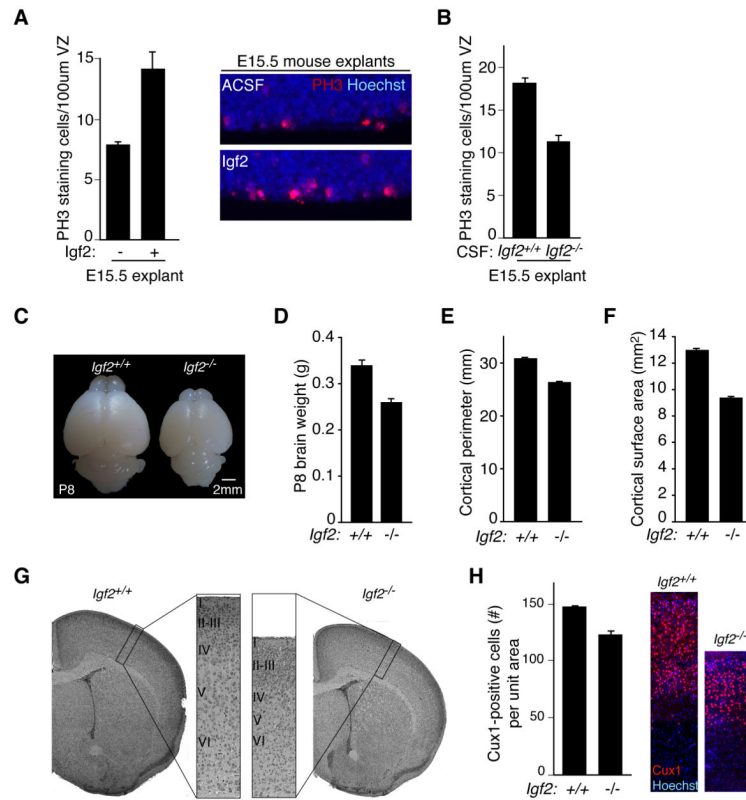 A
PH3 staining cells/100um VZ
15
10
5
0
Igf2: - +
E15.5 explant
E15.5 mouse explants
ACSF PH3 Hoechst
Igf2
B
PH3 staining cells/100um VZ
20
15
10
5
0
CSF: Igf2+/+ Igf2-/-
E15.5 explant
C
Igf2+/+ Igf2-/-
P8 2mm
D
P8 brain weight (g)
0.4
0.3
0.2
0.1
0
Igf2: +/+ -/-
E
Cortical perimeter (mm)
30
20
10
0
Igf2: +/+ -/-
F
Cortical surface area (mm2)
14
12
10
8
6
4
2
0
Igf2: +/+ -/-
G
Igf2+/+ Igf2-/-
I
II-III
IV
V
VI
I
II-III
IV
V
VI
H
Cux1-positive cells (#)
per unit area
150
100
50
0
Igf2: +/+ -/-
Igf2+/+
Igf2-/-
Cux1
Hoechst